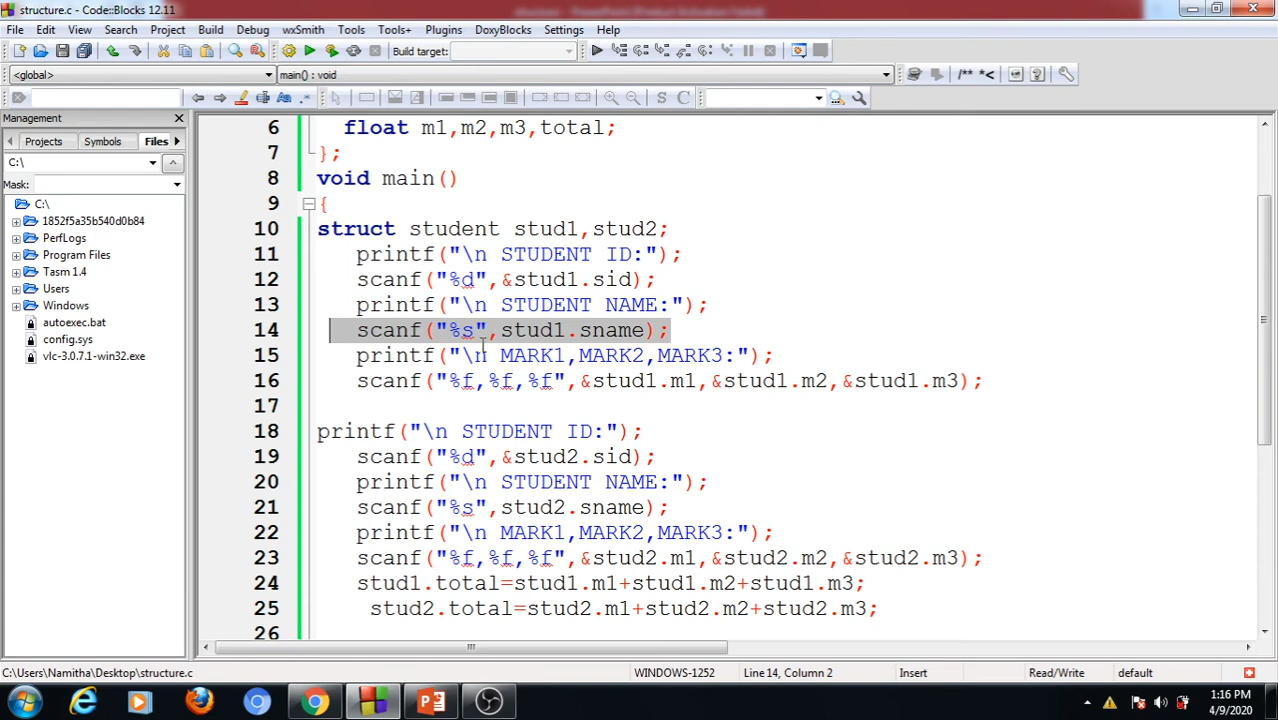 structure.c - Code::Blocks 12.11
File Edit View Search Project Build Debug wxSmith Tools Tools+ Plugins DoxyBlocks Settings Help
Build target:
<global>
main() : void
/** *<
S C
Management
Projects Symbols Files
C:\
Mask:
C:\
1852f5a35b540d0b84
PerfLogs
Program Files
Tasm 1.4
Users
Windows
autoexec.bat
config.sys
vlc-3.0.7.1-win32.exe
6 float m1,m2,m3,total;
7 };
8 void main()
9 {
10 struct student stud1,stud2;
11 printf("\n STUDENT ID:");
12 scanf("%d",&stud1.sid);
13 printf("\n STUDENT NAME:");
14 scanf("%s",stud1.sname);
15 printf("\n MARK1,MARK2,MARK3:");
16 scanf("%f,%f,%f",&stud1.m1,&stud1.m2,&stud1.m3);
17
18 printf("\n STUDENT ID:");
19 scanf("%d",&stud2.sid);
20 printf("\n STUDENT NAME:");
21 scanf("%s",stud2.sname);
22 printf("\n MARK1,MARK2,MARK3:");
23 scanf("%f,%f,%f",&stud2.m1,&stud2.m2,&stud2.m3);
24 stud1.total=stud1.m1+stud1.m2+stud1.m3;
25 stud2.total=stud2.m1+stud2.m2+stud2.m3;
26
C:\Users\Namitha\Desktop\structure.c WINDOWS-1252 Line 14, Column 2 Insert Read/Write default
1:16 PM
4/9/2020